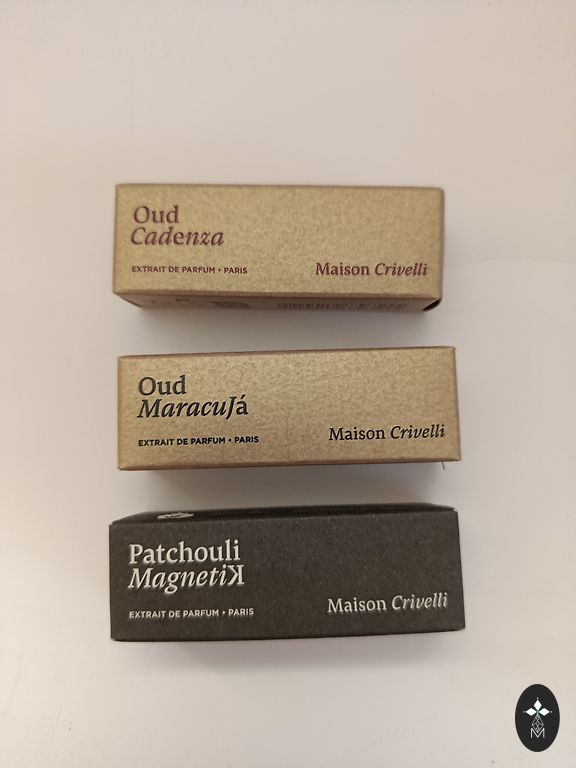 Oud
Cadenza
EXTRAIT DE PARFUM • PARIS
Maison Crivelli
Oud
MaracuJá
EXTRAIT DE PARFUM • PARIS
Maison Crivelli
Patchouli
MagnetiK
EXTRAIT DE PARFUM • PARIS
Maison Crivelli
M